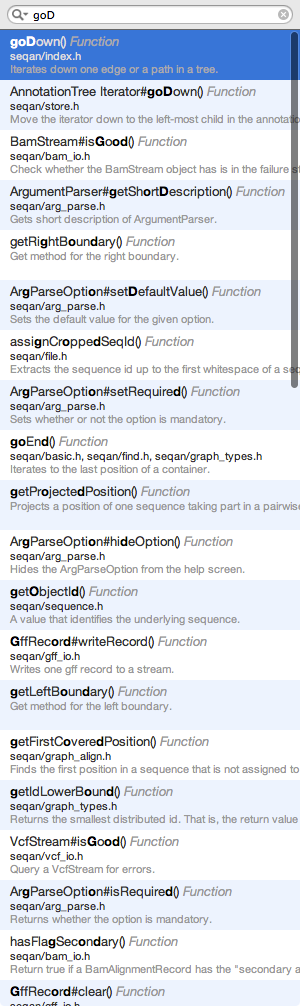 goD
goDown() Function
seqan/index.h
Iterates down one edge or a path in a tree.
AnnotationTree Iterator#goDown() Function
seqan/store.h
Move the iterator down to the left-most child in the annotatio
BamStream#isGood() Function
seqan/bam_io.h
Check whether the BamStream object has is in the failure st
ArgumentParser#getShortDescription() Function
seqan/arg_parse.h
Gets short description of ArgumentParser.
getRightBoundary() Function
Get method for the right boundary.
ArgParseOption#setDefaultValue() Function
seqan/arg_parse.h
Sets the default value for the given option.
assignCroppedSeqId() Function
seqan/file.h
Extracts the sequence id up to the first whitespace of a seq
ArgParseOption#setRequired() Function
seqan/arg_parse.h
Sets whether or not the option is mandatory.
goEnd() Function
seqan/basic.h, seqan/find.h, seqan/graph_types.h
Iterates to the last position of a container.
getProjectedPosition() Function
Projects a position of one sequence taking part in a pairwise
ArgParseOption#hideOption() Function
seqan/arg_parse.h
Hides the ArgParseOption from the help screen.
getObjectId() Function
seqan/sequence.h
A value that identifies the underlying sequence.
GffRecord#writeRecord() Function
seqan/gff_io.h
Writes one gff record to a stream.
getLeftBoundary() Function
Get method for the left boundary.
getFirstCoveredPosition() Function
seqan/graph_align.h
Finds the first position in a sequence that is not assigned to
getIdLowerBound() Function
seqan/graph_types.h
Returns the smallest distributed id. That is, the return value
VcfStream#isGood() Function
seqan/vcf_io.h
Query a VcfStream for errors.
ArgParseOption#isRequired() Function
seqan/arg_parse.h
Returns whether the option is mandatory.
hasFlagSecondary() Function
seqan/bam_io.h
Return true if a BamAlignmentRecord has the "secondary a
GffRecord#clear() Function
seqan/gff_io.h